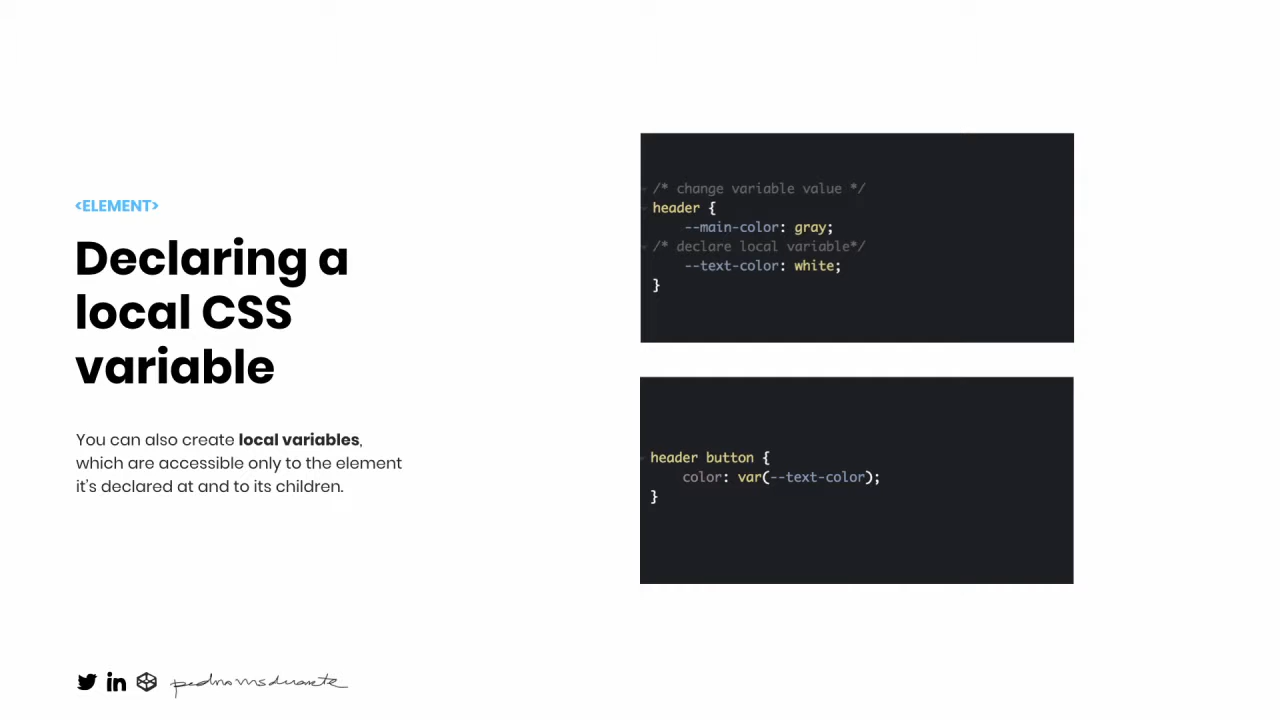 <ELEMENT>
Declaring a
local CSS
variable
You can also create local variables,
which are accessible only to the element
it's declared at and to its children.
/* change variable value */
header {
    --main-color: gray;
/* declare local variable*/
    --text-color: white;
}
header button {
    color: var(--text-color);
}
pedromsduarte